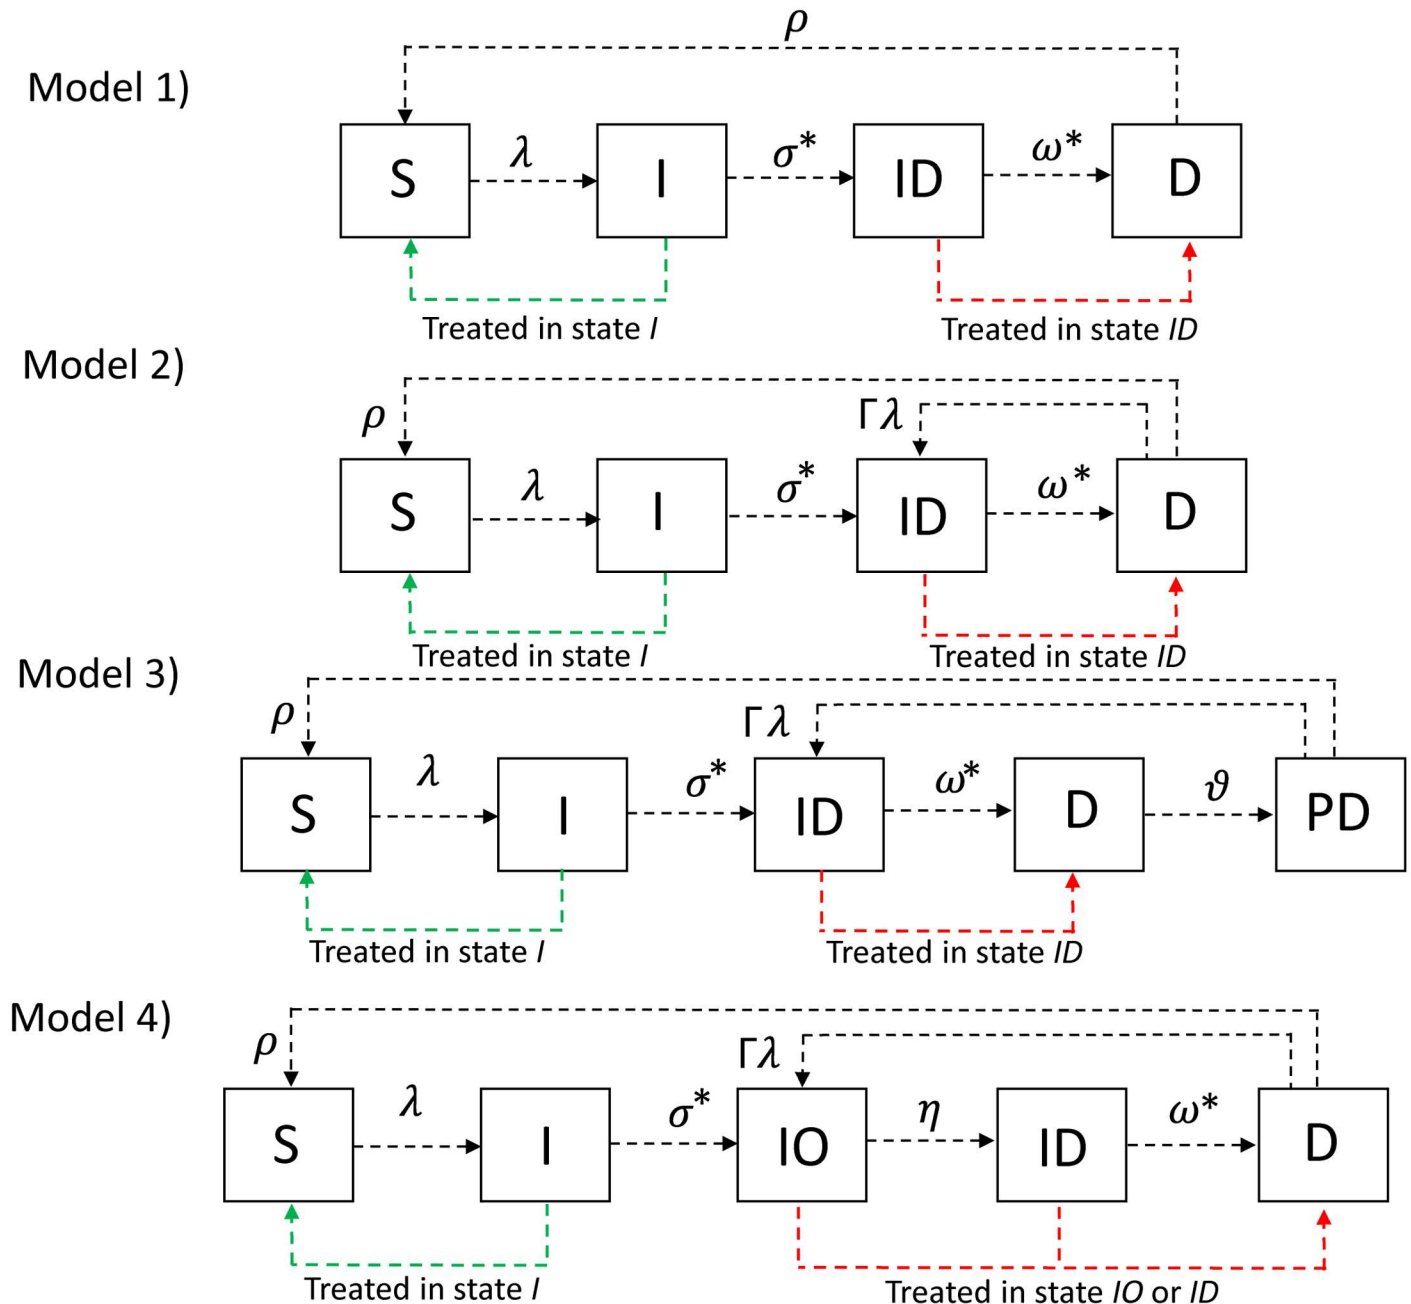 ρ
Model 1)
S λ I σ* ID ω* D
Treated in state I Treated in state ID
Model 2)
ρ Γλ
S λ I σ* ID ω* D
Treated in state I Treated in state ID
Model 3)
ρ Γλ
S λ I σ* ID ω* D ϑ PD
Treated in state I Treated in state ID
Model 4)
ρ Γλ
S λ I σ* IO η ID ω* D
Treated in state I Treated in state IO or ID